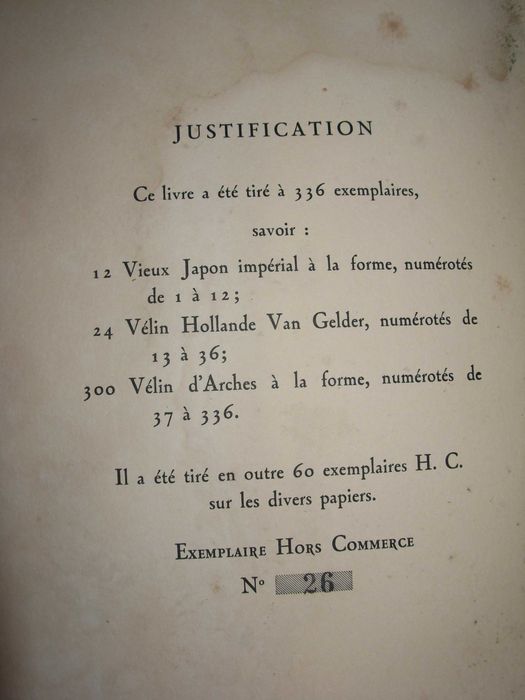 JUSTIFICATION
Ce livre a été tiré à 336 exemplaires,
savoir :
12 Vieux Japon impérial à la forme, numérotés
de 1 à 12;
24 Vélin Hollande Van Gelder, numérotés de
13 à 36;
300 Vélin d'Arches à la forme, numérotés de
37 à 336.
Il a été tiré en outre 60 exemplaires H. C.
sur les divers papiers.
EXEMPLAIRE HORS COMMERCE
Nº 26